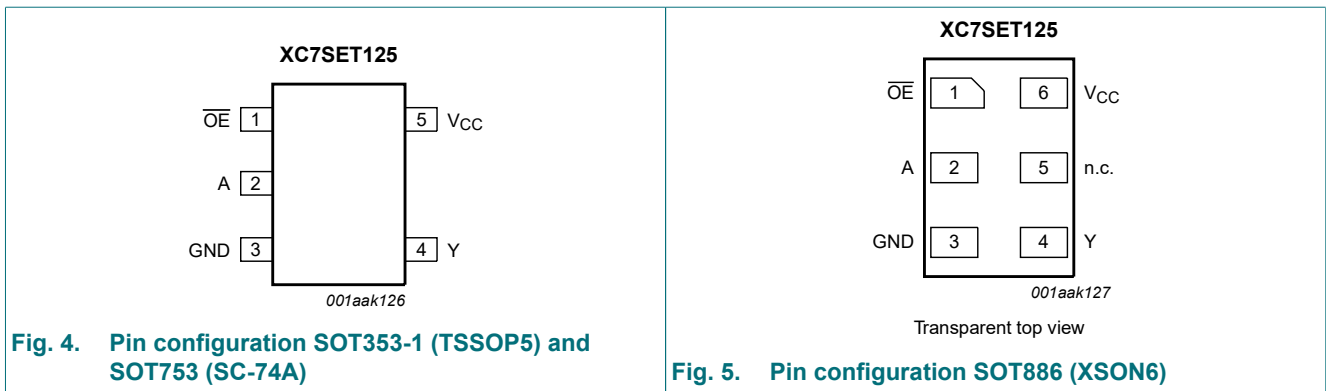 XC7SET125
OE 1
5 VCC
A 2
GND 3
4 Y
001aak126
Fig. 4. Pin configuration SOT353-1 (TSSOP5) and
SOT753 (SC-74A)
XC7SET125
OE 1 6 VCC
A 2 5 n.c.
GND 3 4 Y
001aak127
Transparent top view
Fig. 5. Pin configuration SOT886 (XSON6)